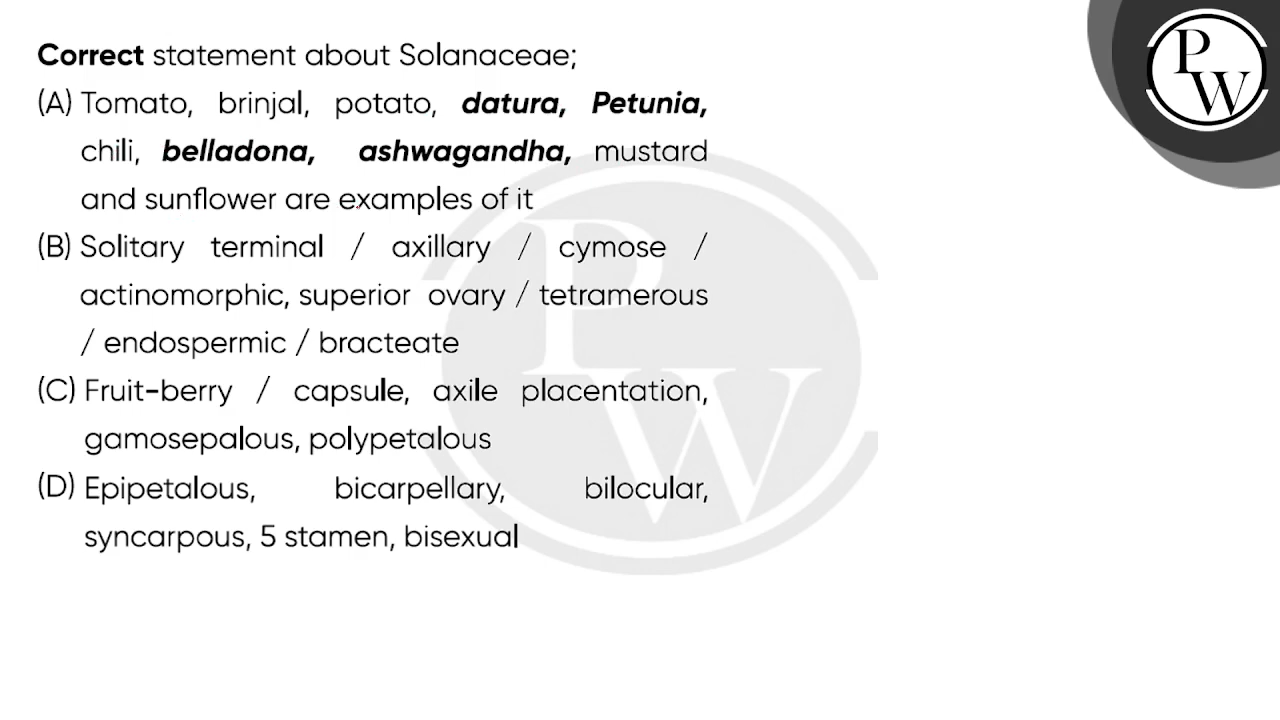 Correct statement about Solanaceae;
(A) Tomato, brinjal, potato, datura, Petunia,
chili, belladona, ashwagandha, mustard
and sunflower are examples of it
(B) Solitary terminal / axillary / cymose /
actinomorphic, superior ovary / tetramerous
/ endospermic / bracteate
(C) Fruit-berry / capsule, axile placentation,
gamosepalous, polypetalous
(D) Epipetalous, bicarpellary, bilocular,
syncarpous, 5 stamen, bisexual
PW
PW